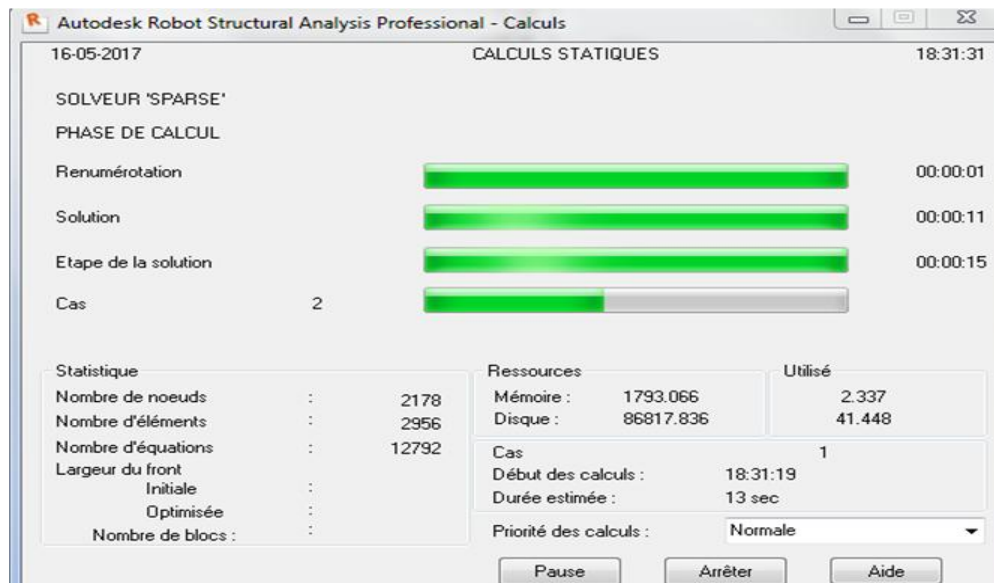 Autodesk Robot Structural Analysis Professional - Calculs
16-05-2017 CALCULS STATIQUES 18:31:31
SOLVEUR 'SPARSE'
PHASE DE CALCUL
Renumérotation 00:00:01
Solution 00:00:11
Etape de la solution 00:00:15
Cas 2
Statistique
Nombre de noeuds : 2178
Nombre d'éléments : 2956
Nombre d'équations : 12792
Largeur du front
Initiale :
Optimisée :
Nombre de blocs : :
Ressources Utilisé
Mémoire : 1793.066 2.337
Disque : 86817.836 41.448
Cas 1
Début des calculs : 18:31:19
Durée estimée : 13 sec
Priorité des calculs : Normale
Pause Arrêter Aide